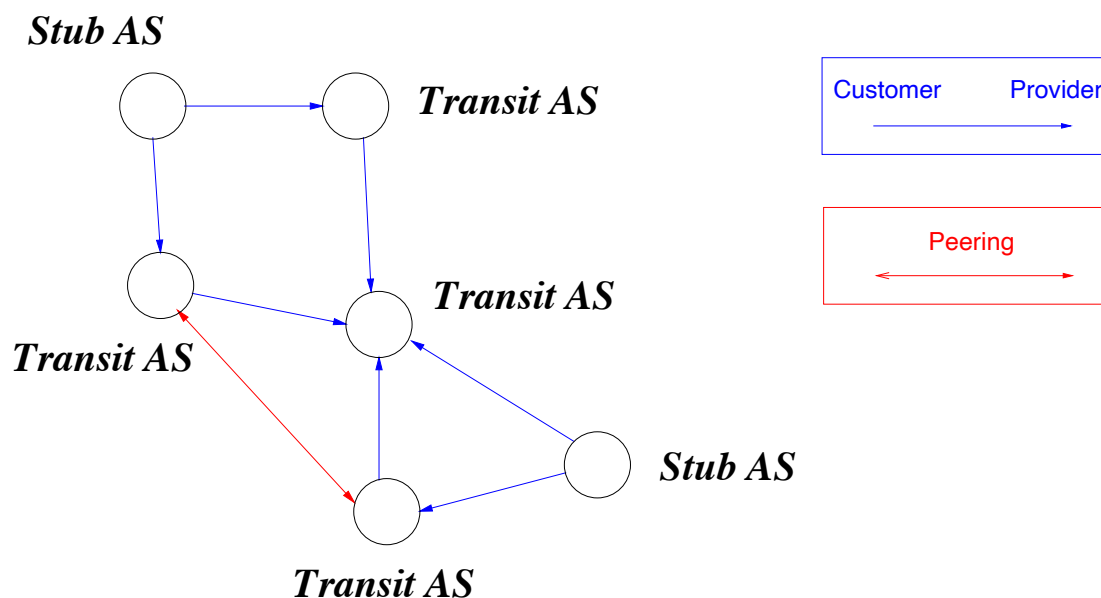 Stub AS
Transit AS
Customer Provider
Peering
Transit AS
Transit AS
Stub AS
Transit AS